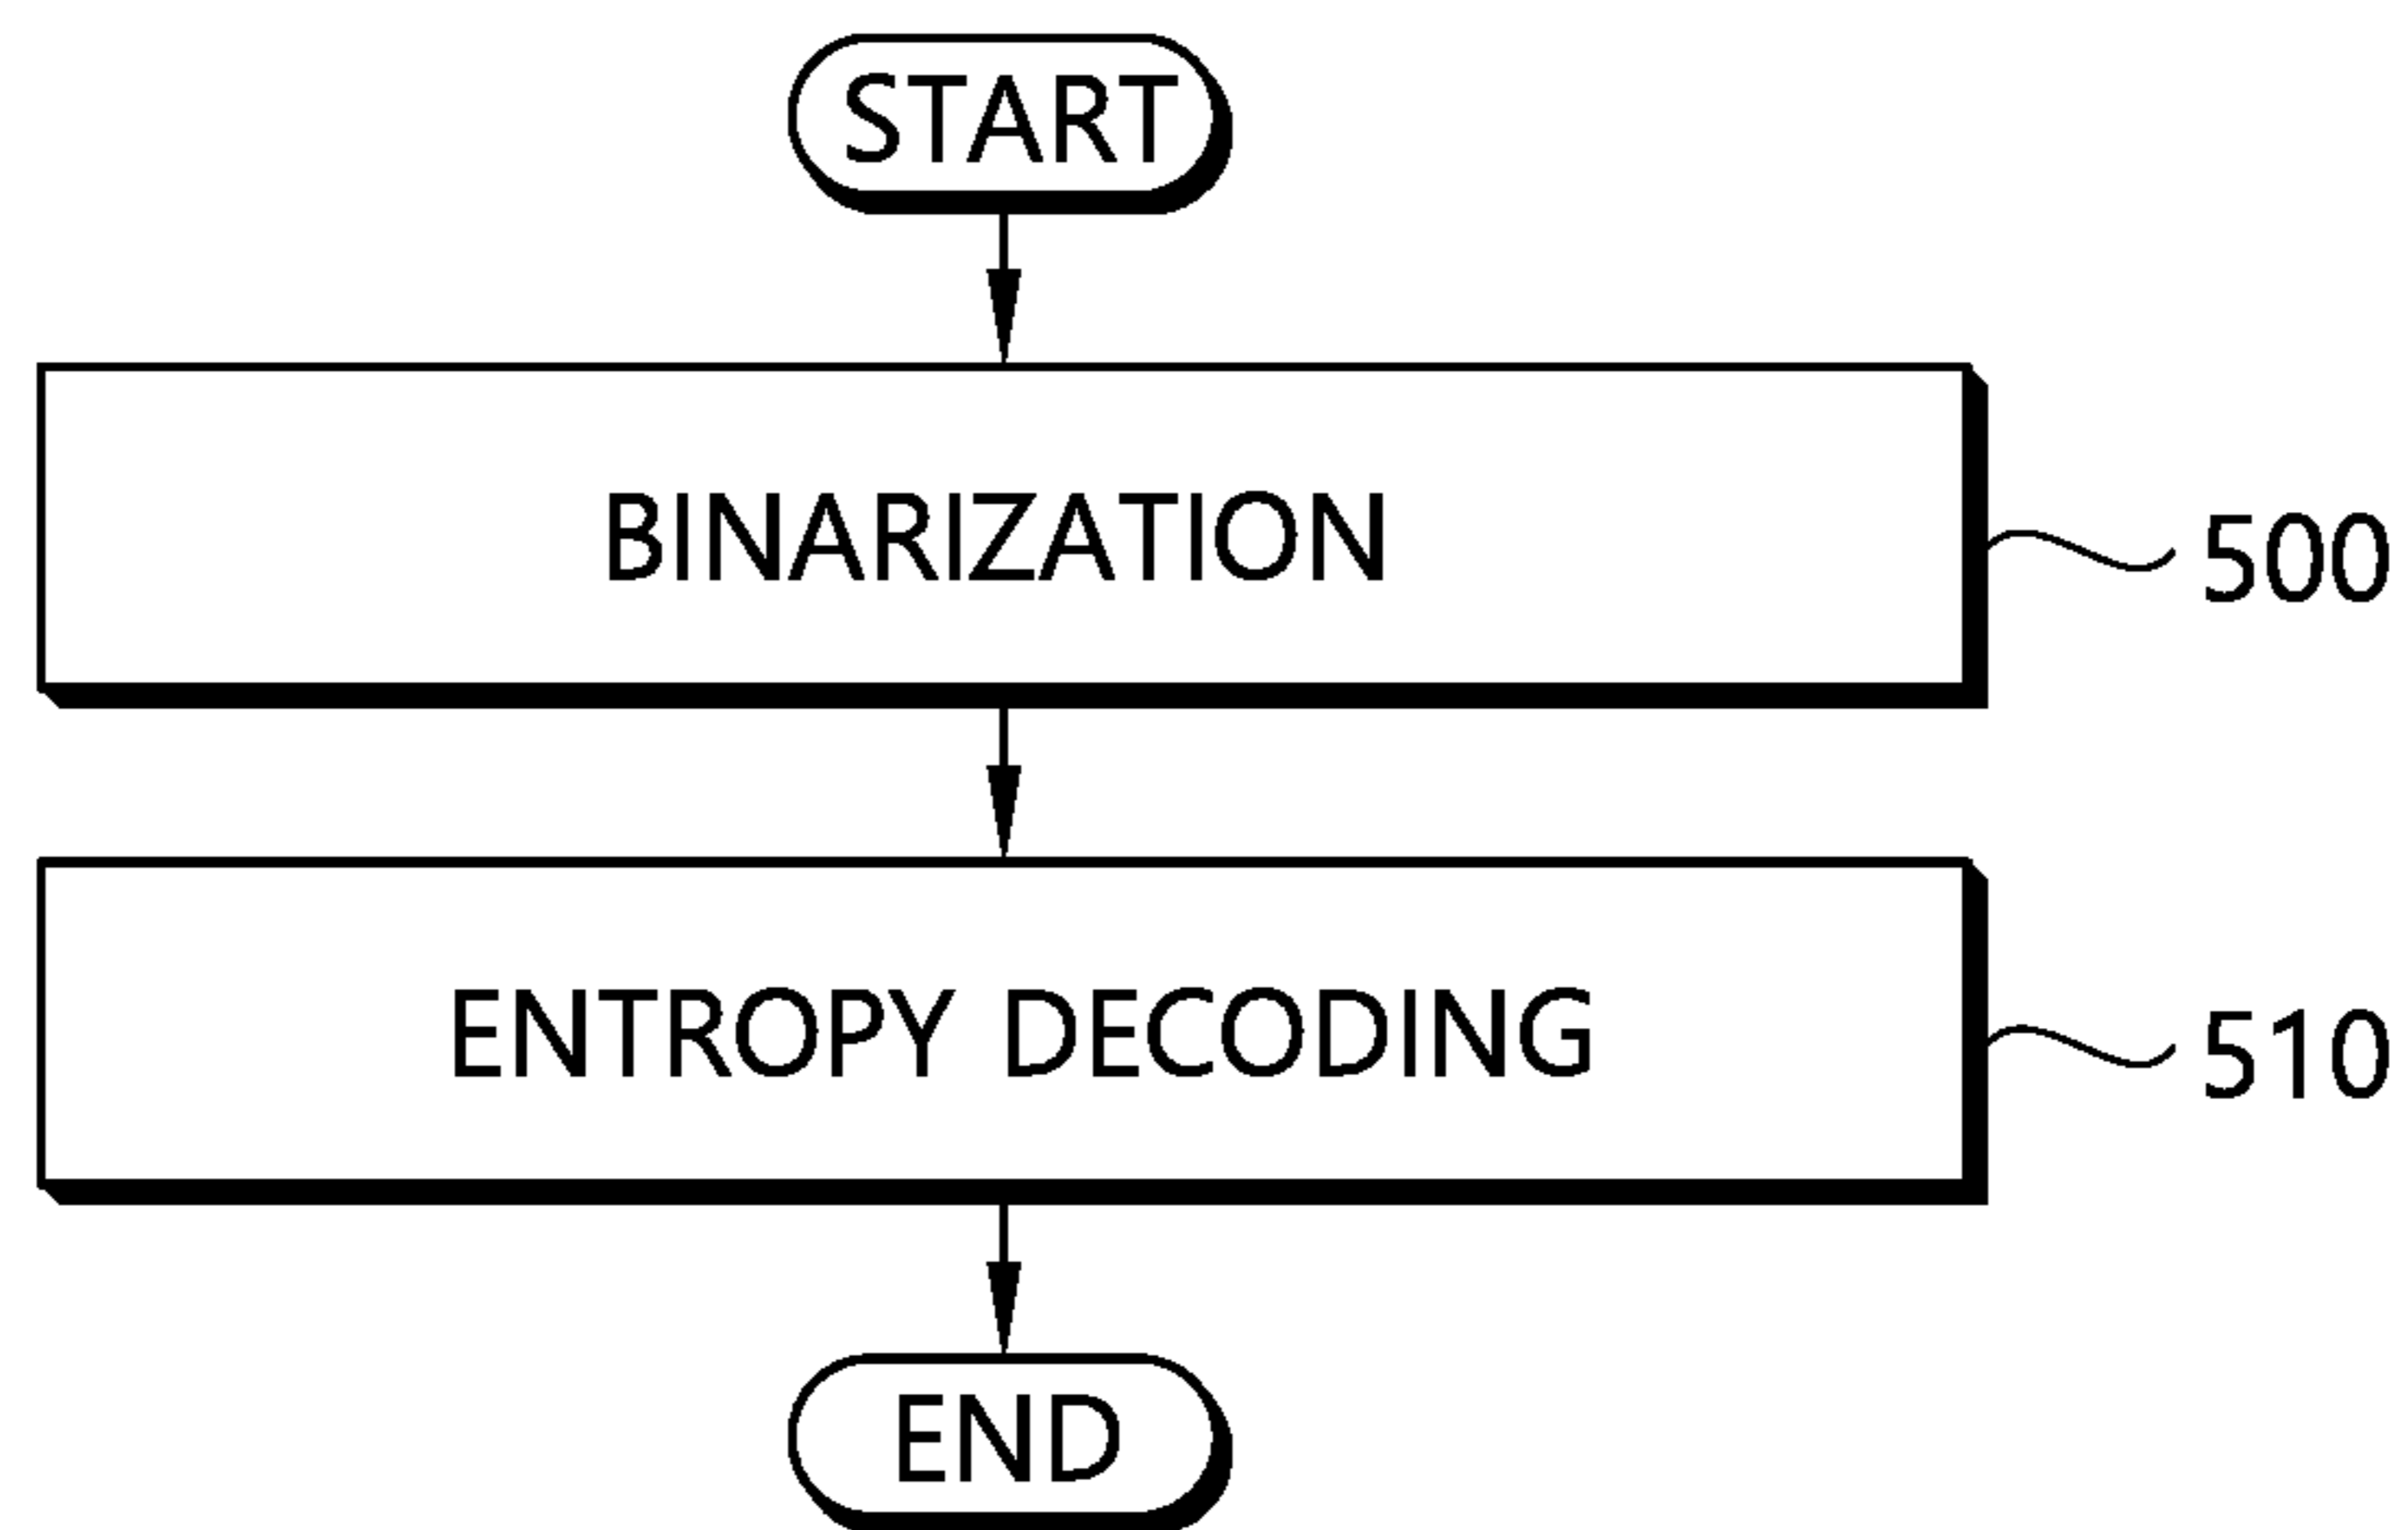 START
BINARIZATION
500
ENTROPY DECODING
510
END